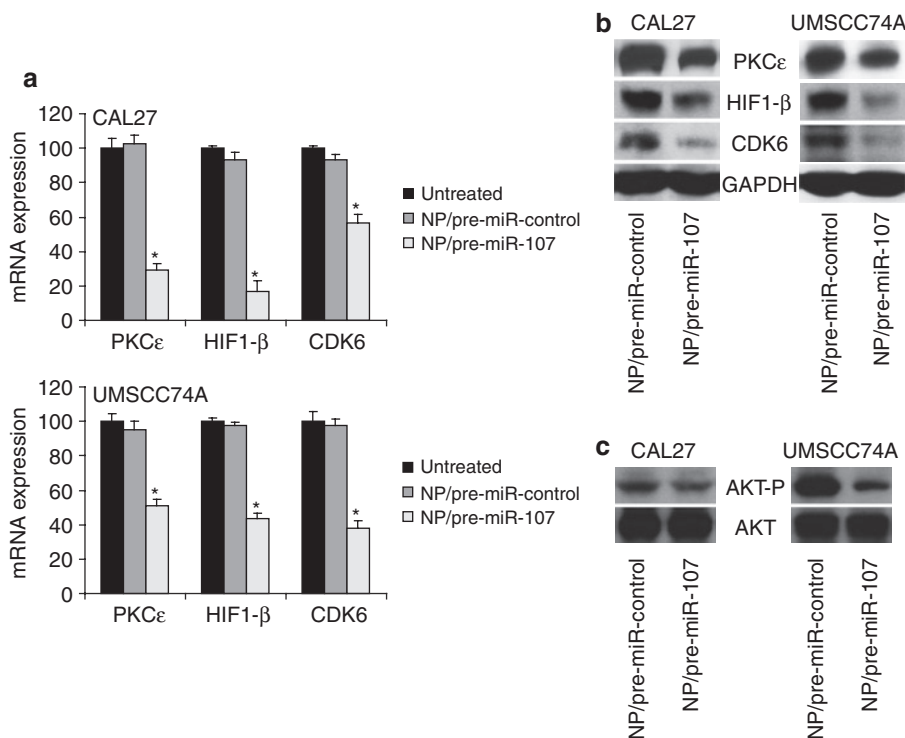 a
CAL27
mRNA expression
120
100
80
60
40
20
0
PKCε HIF1-β CDK6
Untreated
NP/pre-miR-control
NP/pre-miR-107
*
*
*
UMSCC74A
mRNA expression
120
100
80
60
40
20
0
PKCε HIF1-β CDK6
Untreated
NP/pre-miR-control
NP/pre-miR-107
*
*
*
b
CAL27 UMSCC74A
PKCε
HIF1-β
CDK6
GAPDH
NP/pre-miR-control
NP/pre-miR-107
NP/pre-miR-control
NP/pre-miR-107
c
CAL27 UMSCC74A
AKT-P
AKT
NP/pre-miR-control
NP/pre-miR-107
NP/pre-miR-control
NP/pre-miR-107